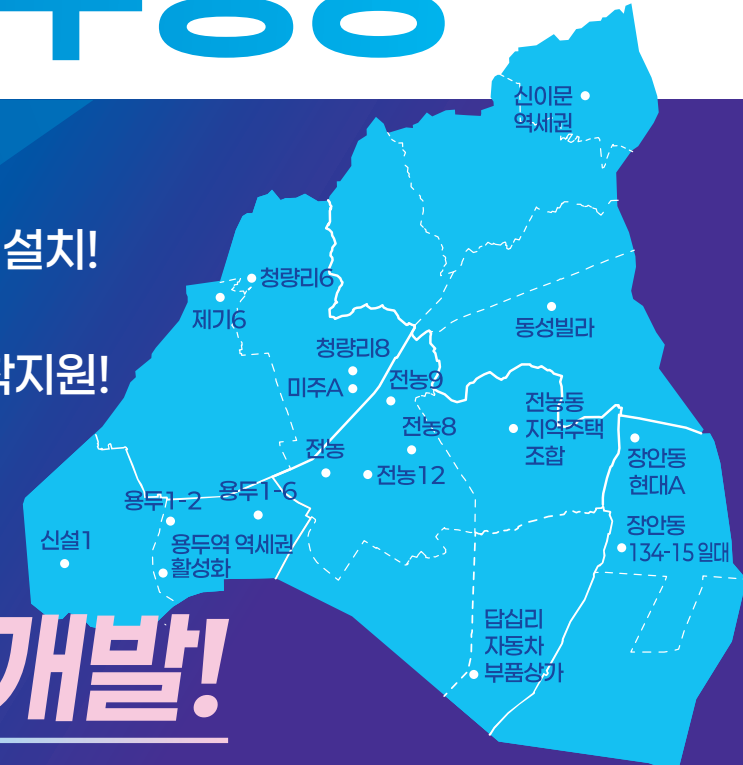 신이문
역세권
설치!
청량리6
제기6
동성빌라
청량리8
미주A
전농9
전농8
전농동
지역주택
조합
전농
전농12
장안동
현대A
용두1-2
용두1-6
신설1
용두역 역세권
활성화
장안동
134-15 일대
지원!
개발!
답십리
자동차
부품상가